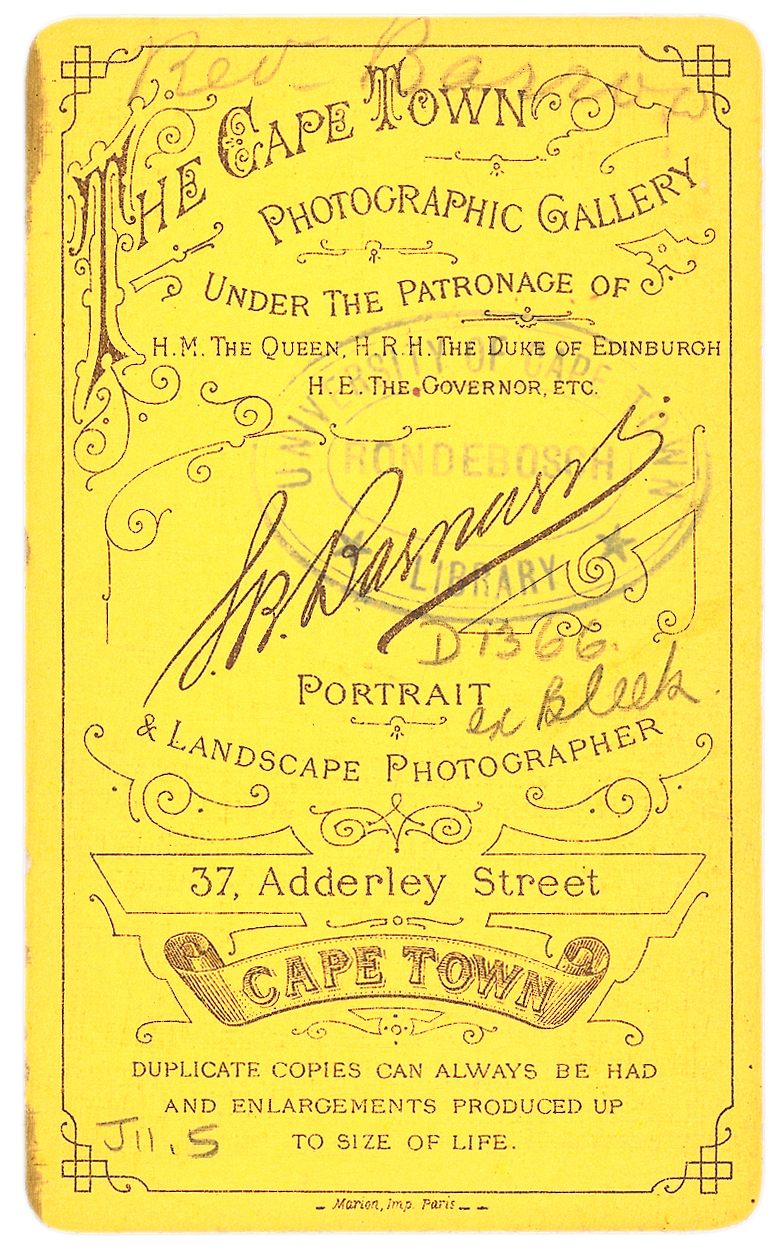 Rev
THE CAPE TOWN
PHOTOGRAPHIC GALLERY
UNDER THE PATRONAGE OF
H.M. THE QUEEN, H.R.H. THE DUKE OF EDINBURGH
H.E. THE GOVERNOR, ETC.
UNIVERSITY OF CAPE TOWN
RONDEBOSCH
LIBRARY
S.B. Barnard
D1366
PORTRAIT
ex Bleek.
& LANDSCAPE PHOTOGRAPHER
37, Adderley Street
CAPE TOWN
DUPLICATE COPIES CAN ALWAYS BE HAD
AND ENLARGEMENTS PRODUCED UP
TO SIZE OF LIFE.
J11.5
Marion, Imp. Paris